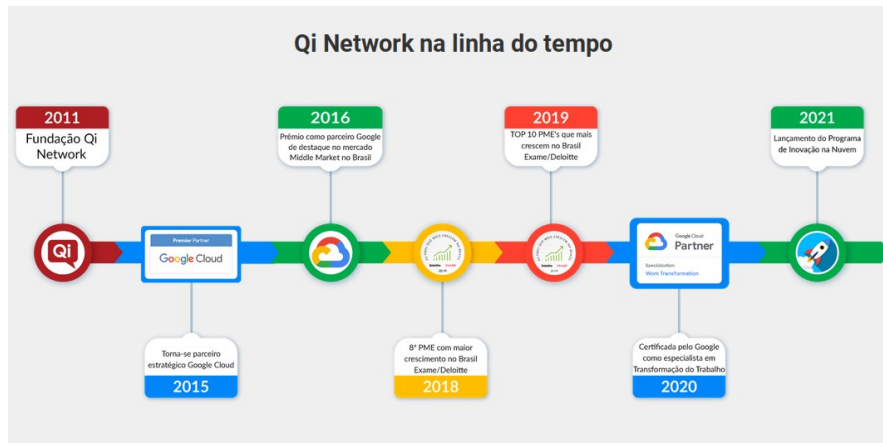 Qi Network na linha do tempo
2011
Fundação Qi
Network
Qi
Premier Partner
Google Cloud
Torna-se parceiro
estratégico Google Cloud
2015
2016
Prêmio como parceiro Google
de destaque no mercado
Middle Market no Brasil
8ª PME com maior
crescimento no Brasil
Exame/Deloitte
2018
2019
TOP 10 PME's que mais
crescem no Brasil
Exame/Deloitte
Google Cloud
Partner
Specialization
Work Transformation
Certificada pelo Google
como especialista em
Transformação do Trabalho
2020
2021
Lançamento do Programa
de Inovação na Nuvem